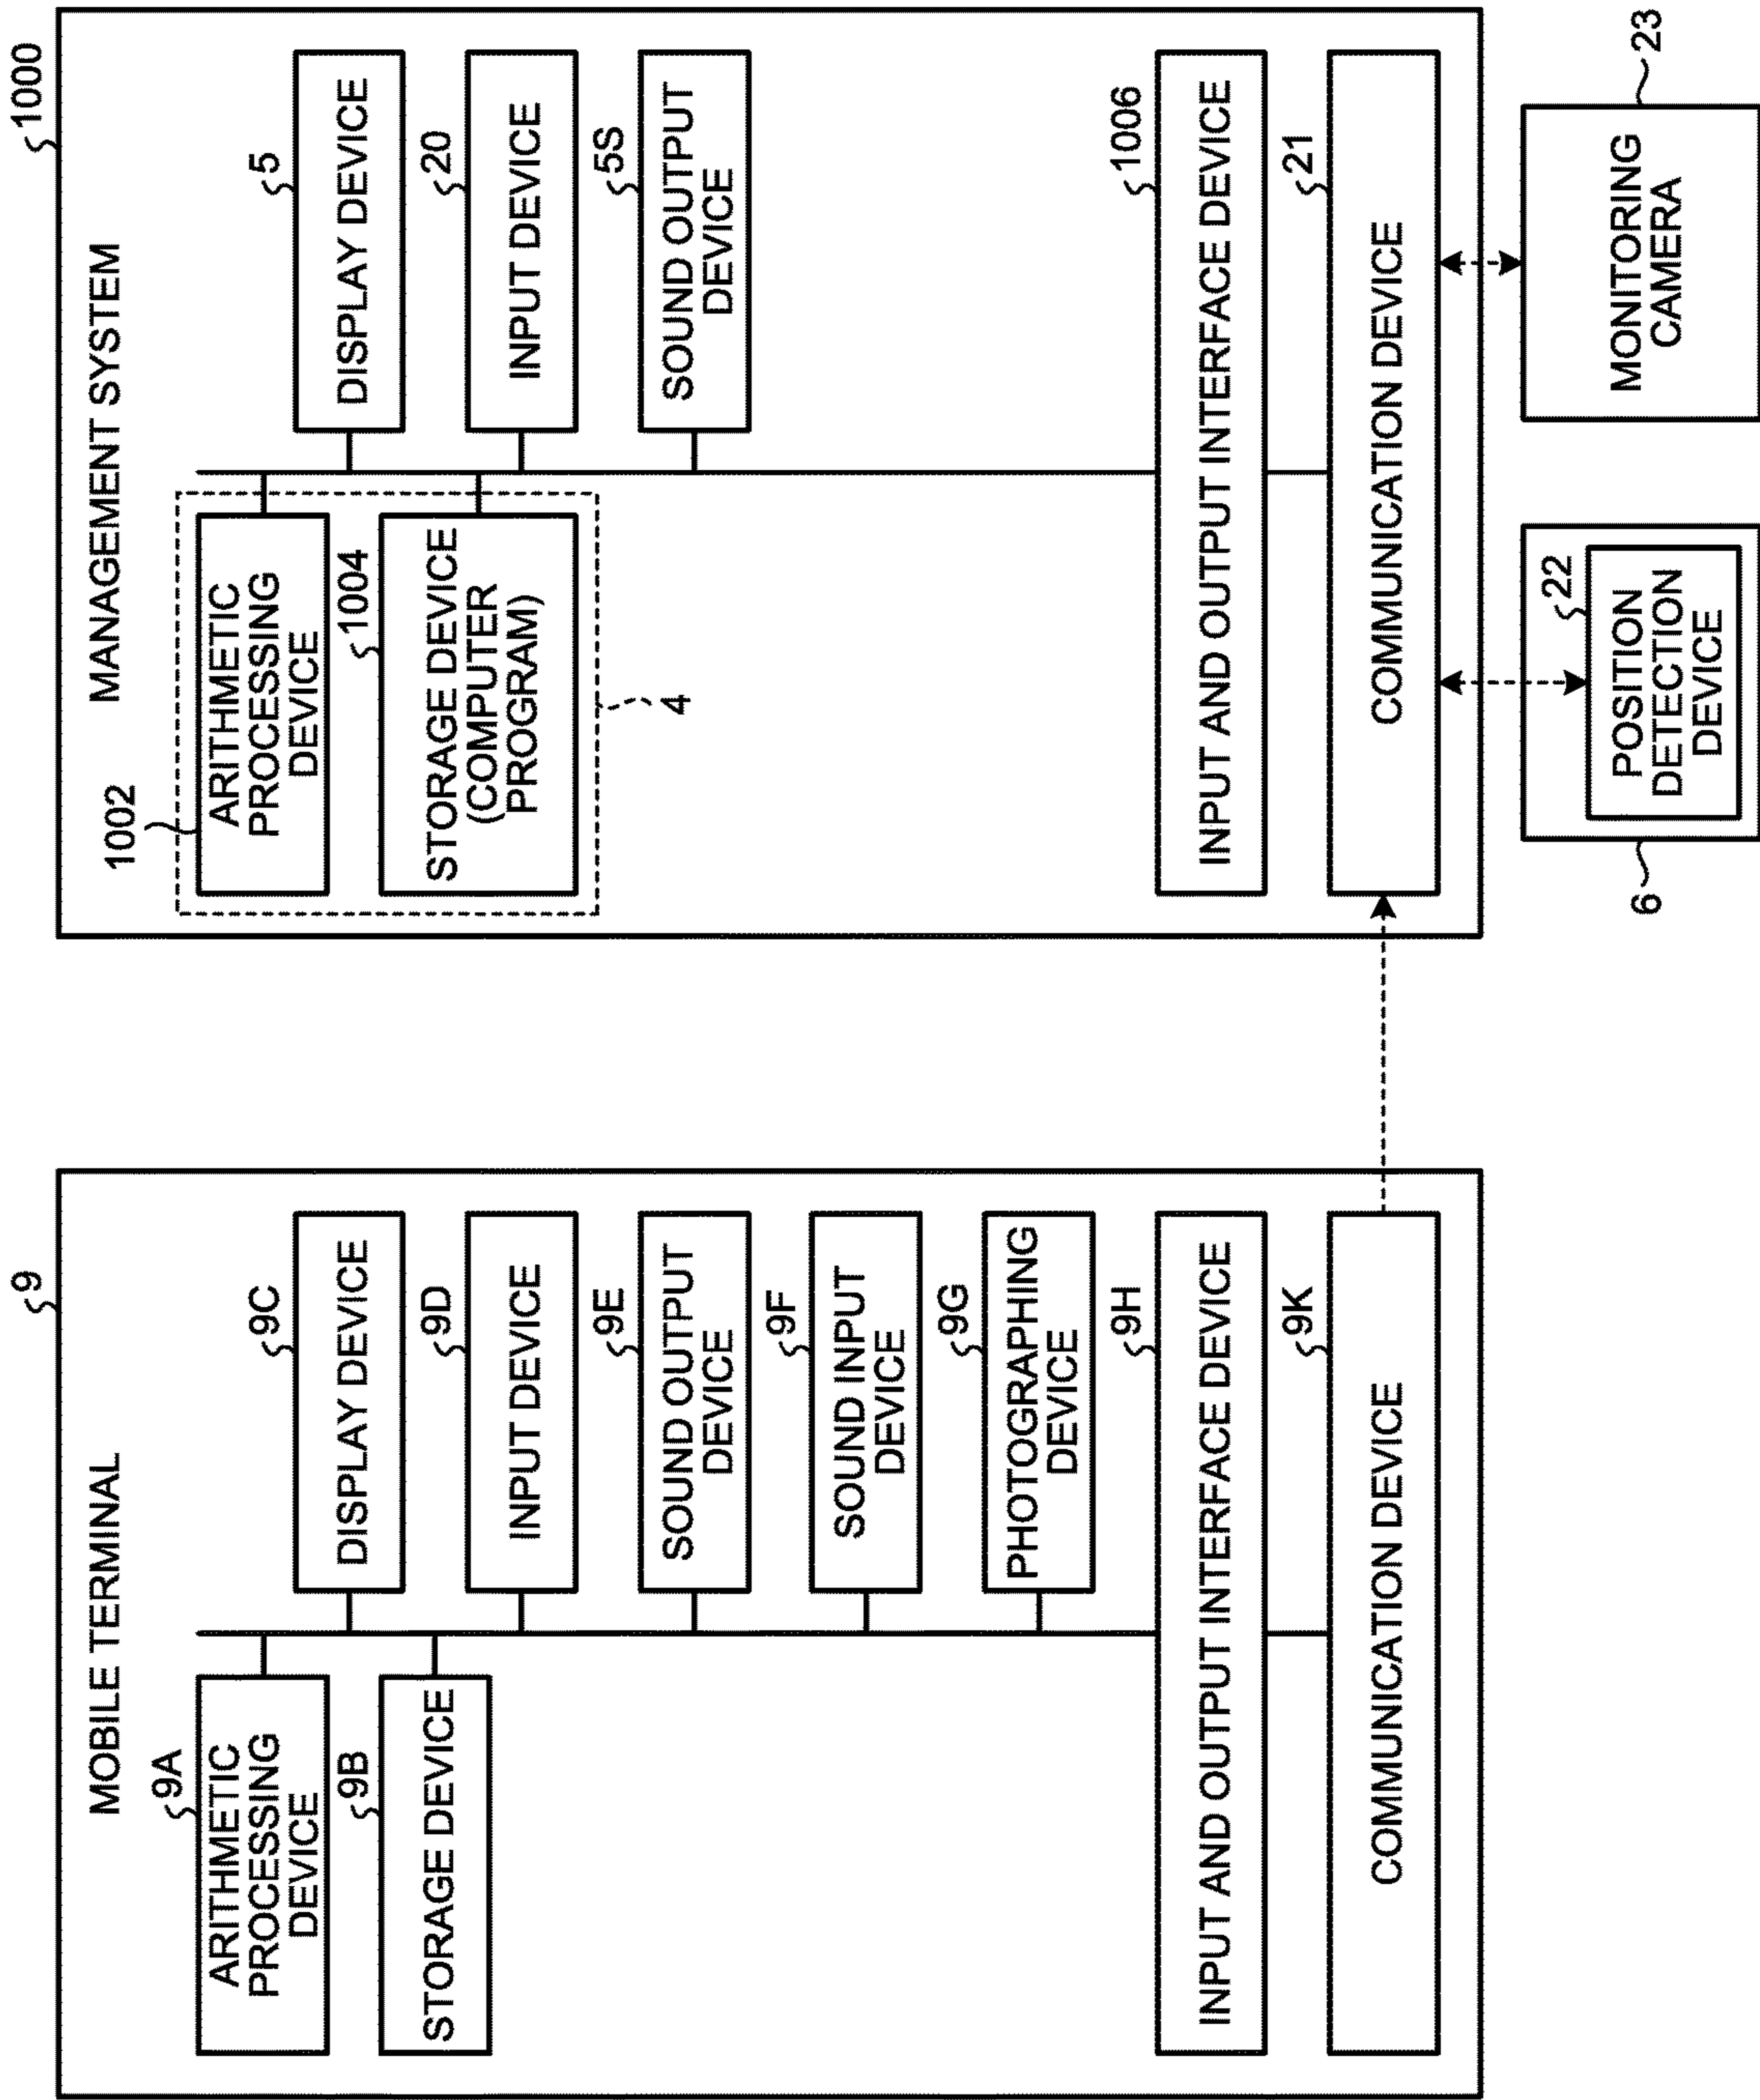 9
MOBILE TERMINAL
9A
ARITHMETIC
PROCESSING
DEVICE
9B
STORAGE DEVICE
9C
DISPLAY DEVICE
9D
INPUT DEVICE
9E
SOUND OUTPUT
DEVICE
9F
SOUND INPUT
DEVICE
9G
PHOTOGRAPHING
DEVICE
9H
INPUT AND OUTPUT INTERFACE DEVICE
9K
COMMUNICATION DEVICE
1000
MANAGEMENT SYSTEM
1002
ARITHMETIC
PROCESSING
DEVICE
1004
STORAGE DEVICE
(COMPUTER
PROGRAM)
4
5
DISPLAY DEVICE
20
INPUT DEVICE
5S
SOUND OUTPUT
DEVICE
1006
INPUT AND OUTPUT INTERFACE DEVICE
21
COMMUNICATION DEVICE
6
22
POSITION
DETECTION
DEVICE
23
MONITORING
CAMERA